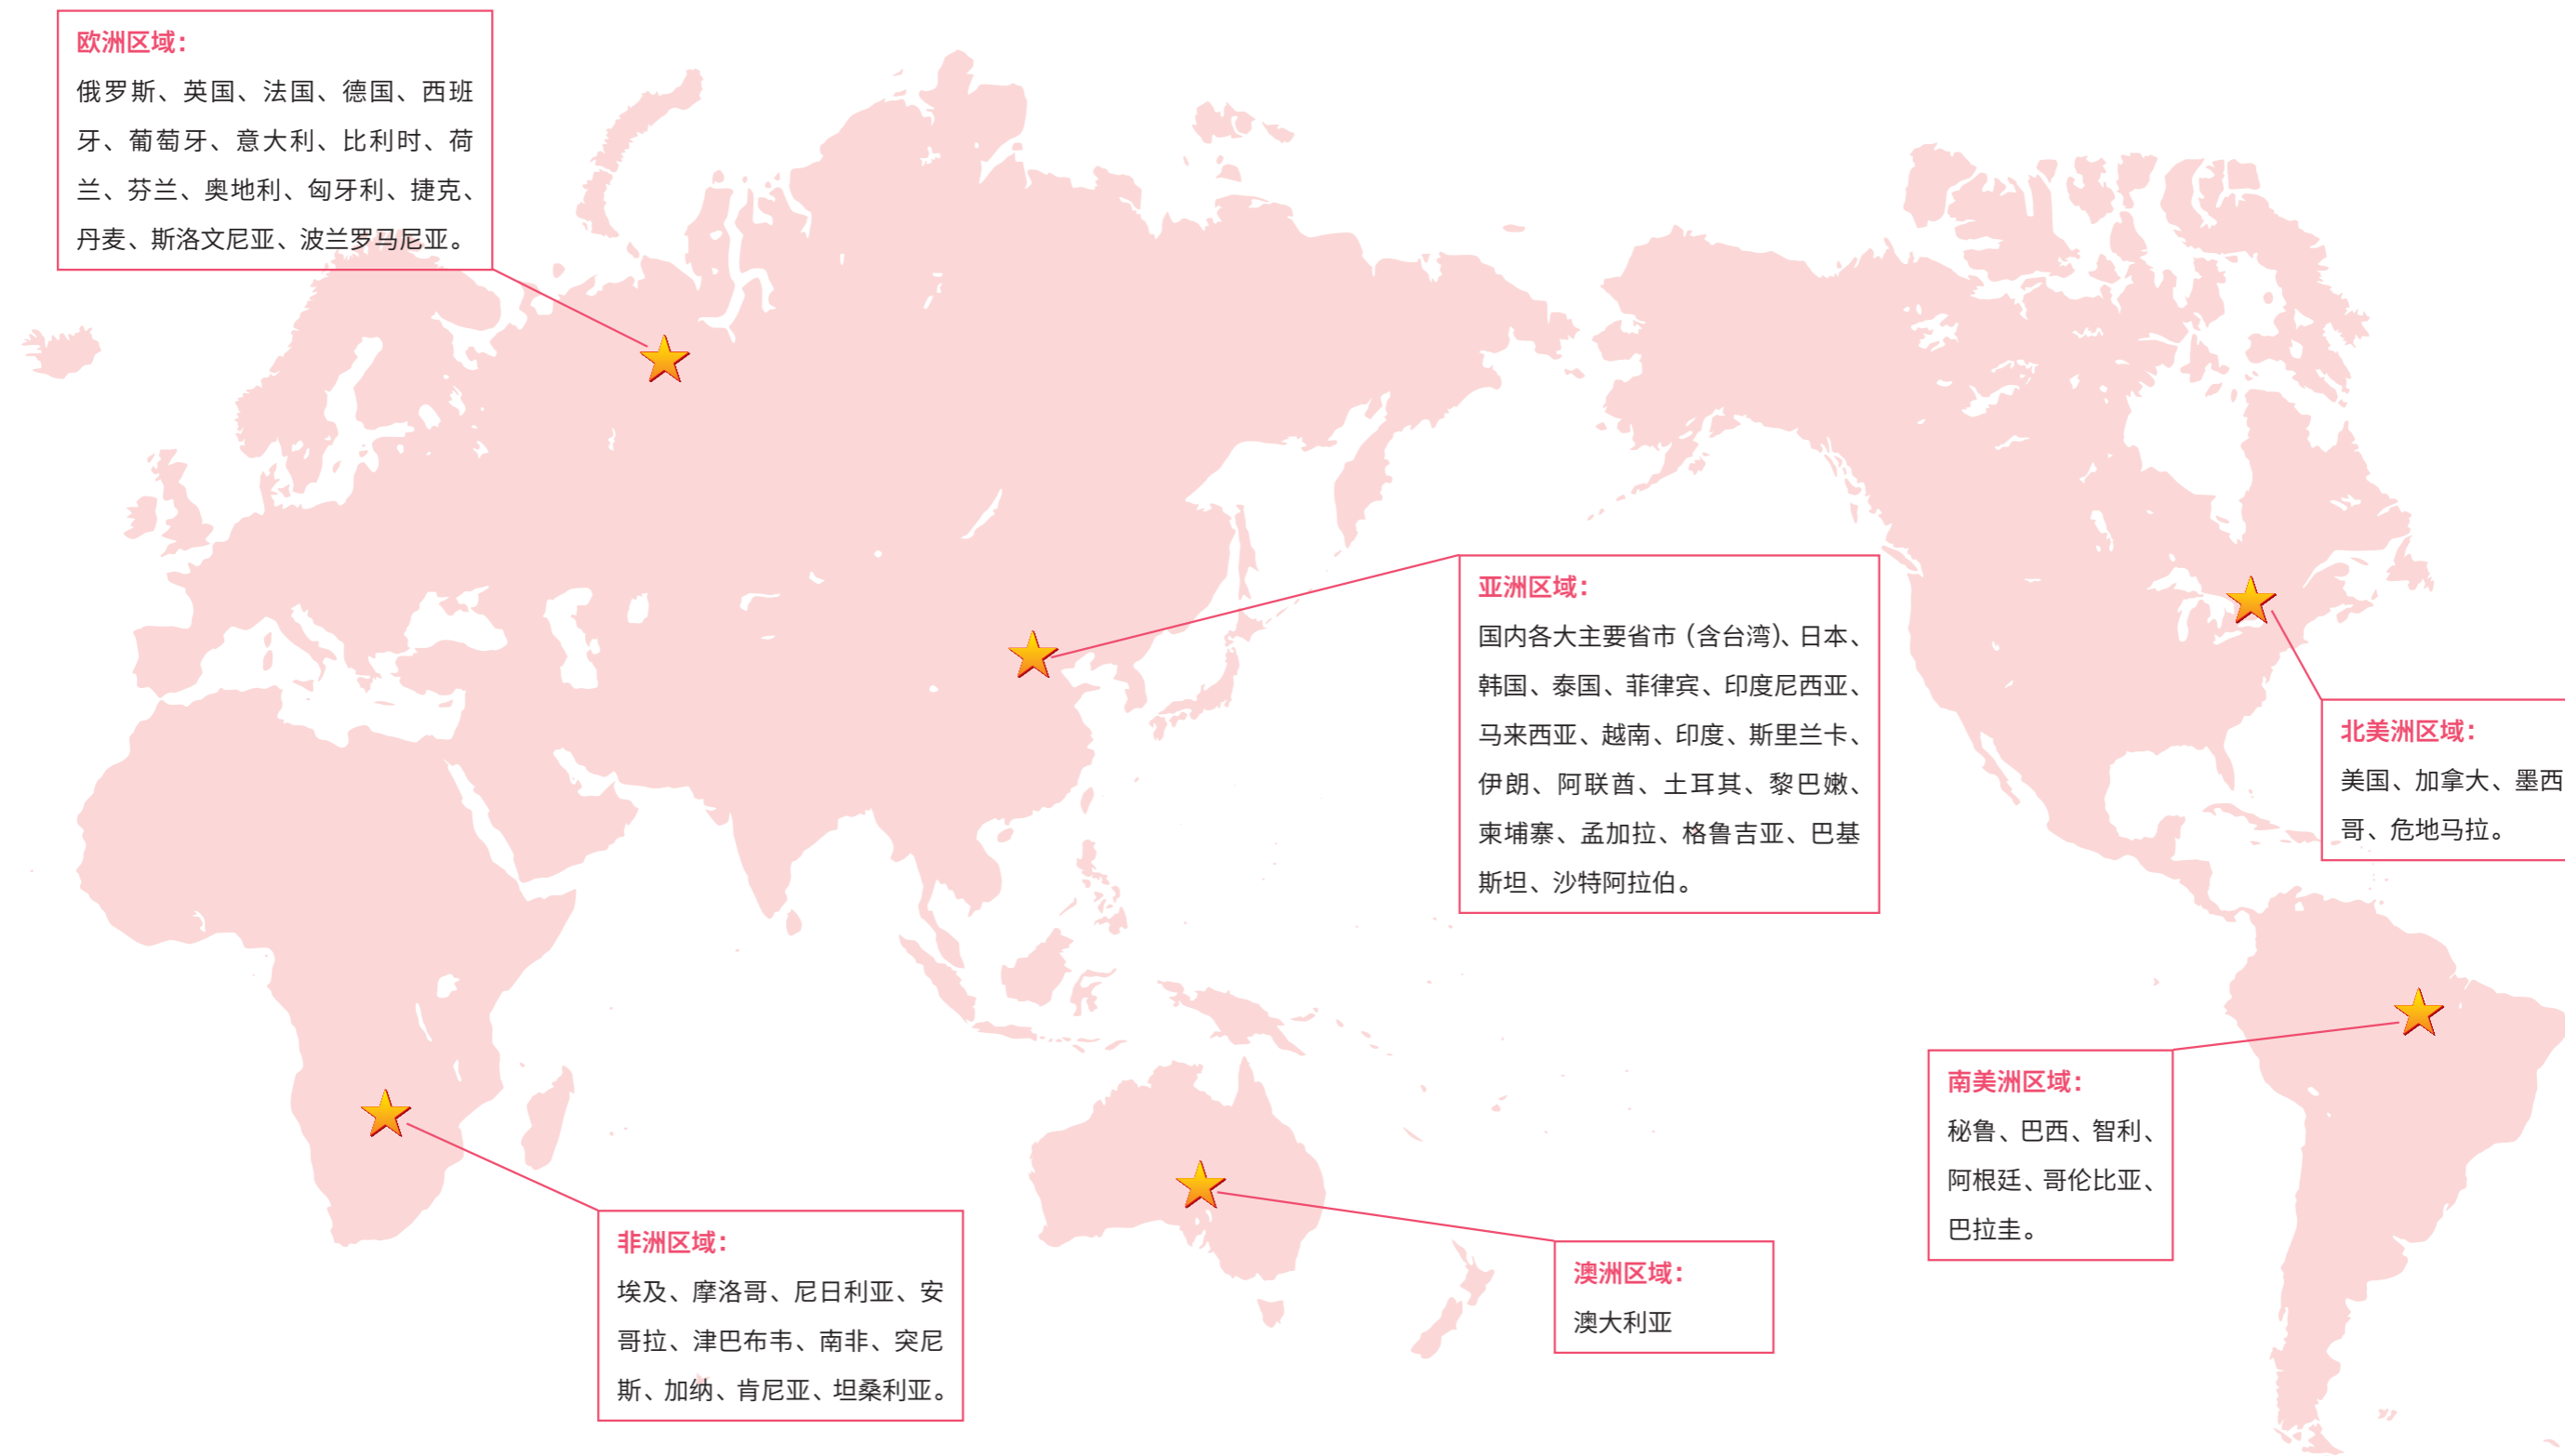 欧洲区域：
俄罗斯、英国、法国、德国、西班
牙、葡萄牙、意大利、比利时、荷
兰、芬兰、奥地利、匈牙利、捷克、
丹麦、斯洛文尼亚、波兰罗马尼亚。
亚洲区域：
国内各大主要省市（含台湾）、日本、
韩国、泰国、菲律宾、印度尼西亚、
马来西亚、越南、印度、斯里兰卡、
伊朗、阿联酋、土耳其、黎巴嫩、
柬埔寨、孟加拉、格鲁吉亚、巴基
斯坦、沙特阿拉伯。
北美洲区域：
美国、加拿大、墨西
哥、危地马拉。
南美洲区域：
秘鲁、巴西、智利、
阿根廷、哥伦比亚、
巴拉圭。
非洲区域：
埃及、摩洛哥、尼日利亚、安
哥拉、津巴布韦、南非、突尼
斯、加纳、肯尼亚、坦桑利亚。
澳洲区域：
澳大利亚